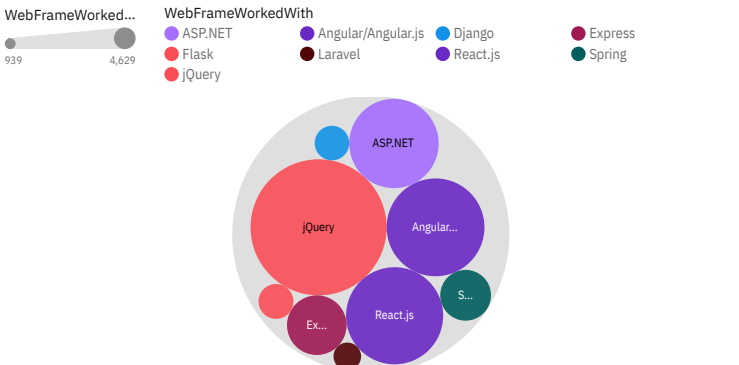 WebFrameWorked...
939 4,629
WebFrameWorkedWith
ASP.NET Angular/Angular.js Django Express
Flask Laravel React.js Spring
jQuery
ASP.NET
jQuery
Angular...
S...
React.js
Ex...